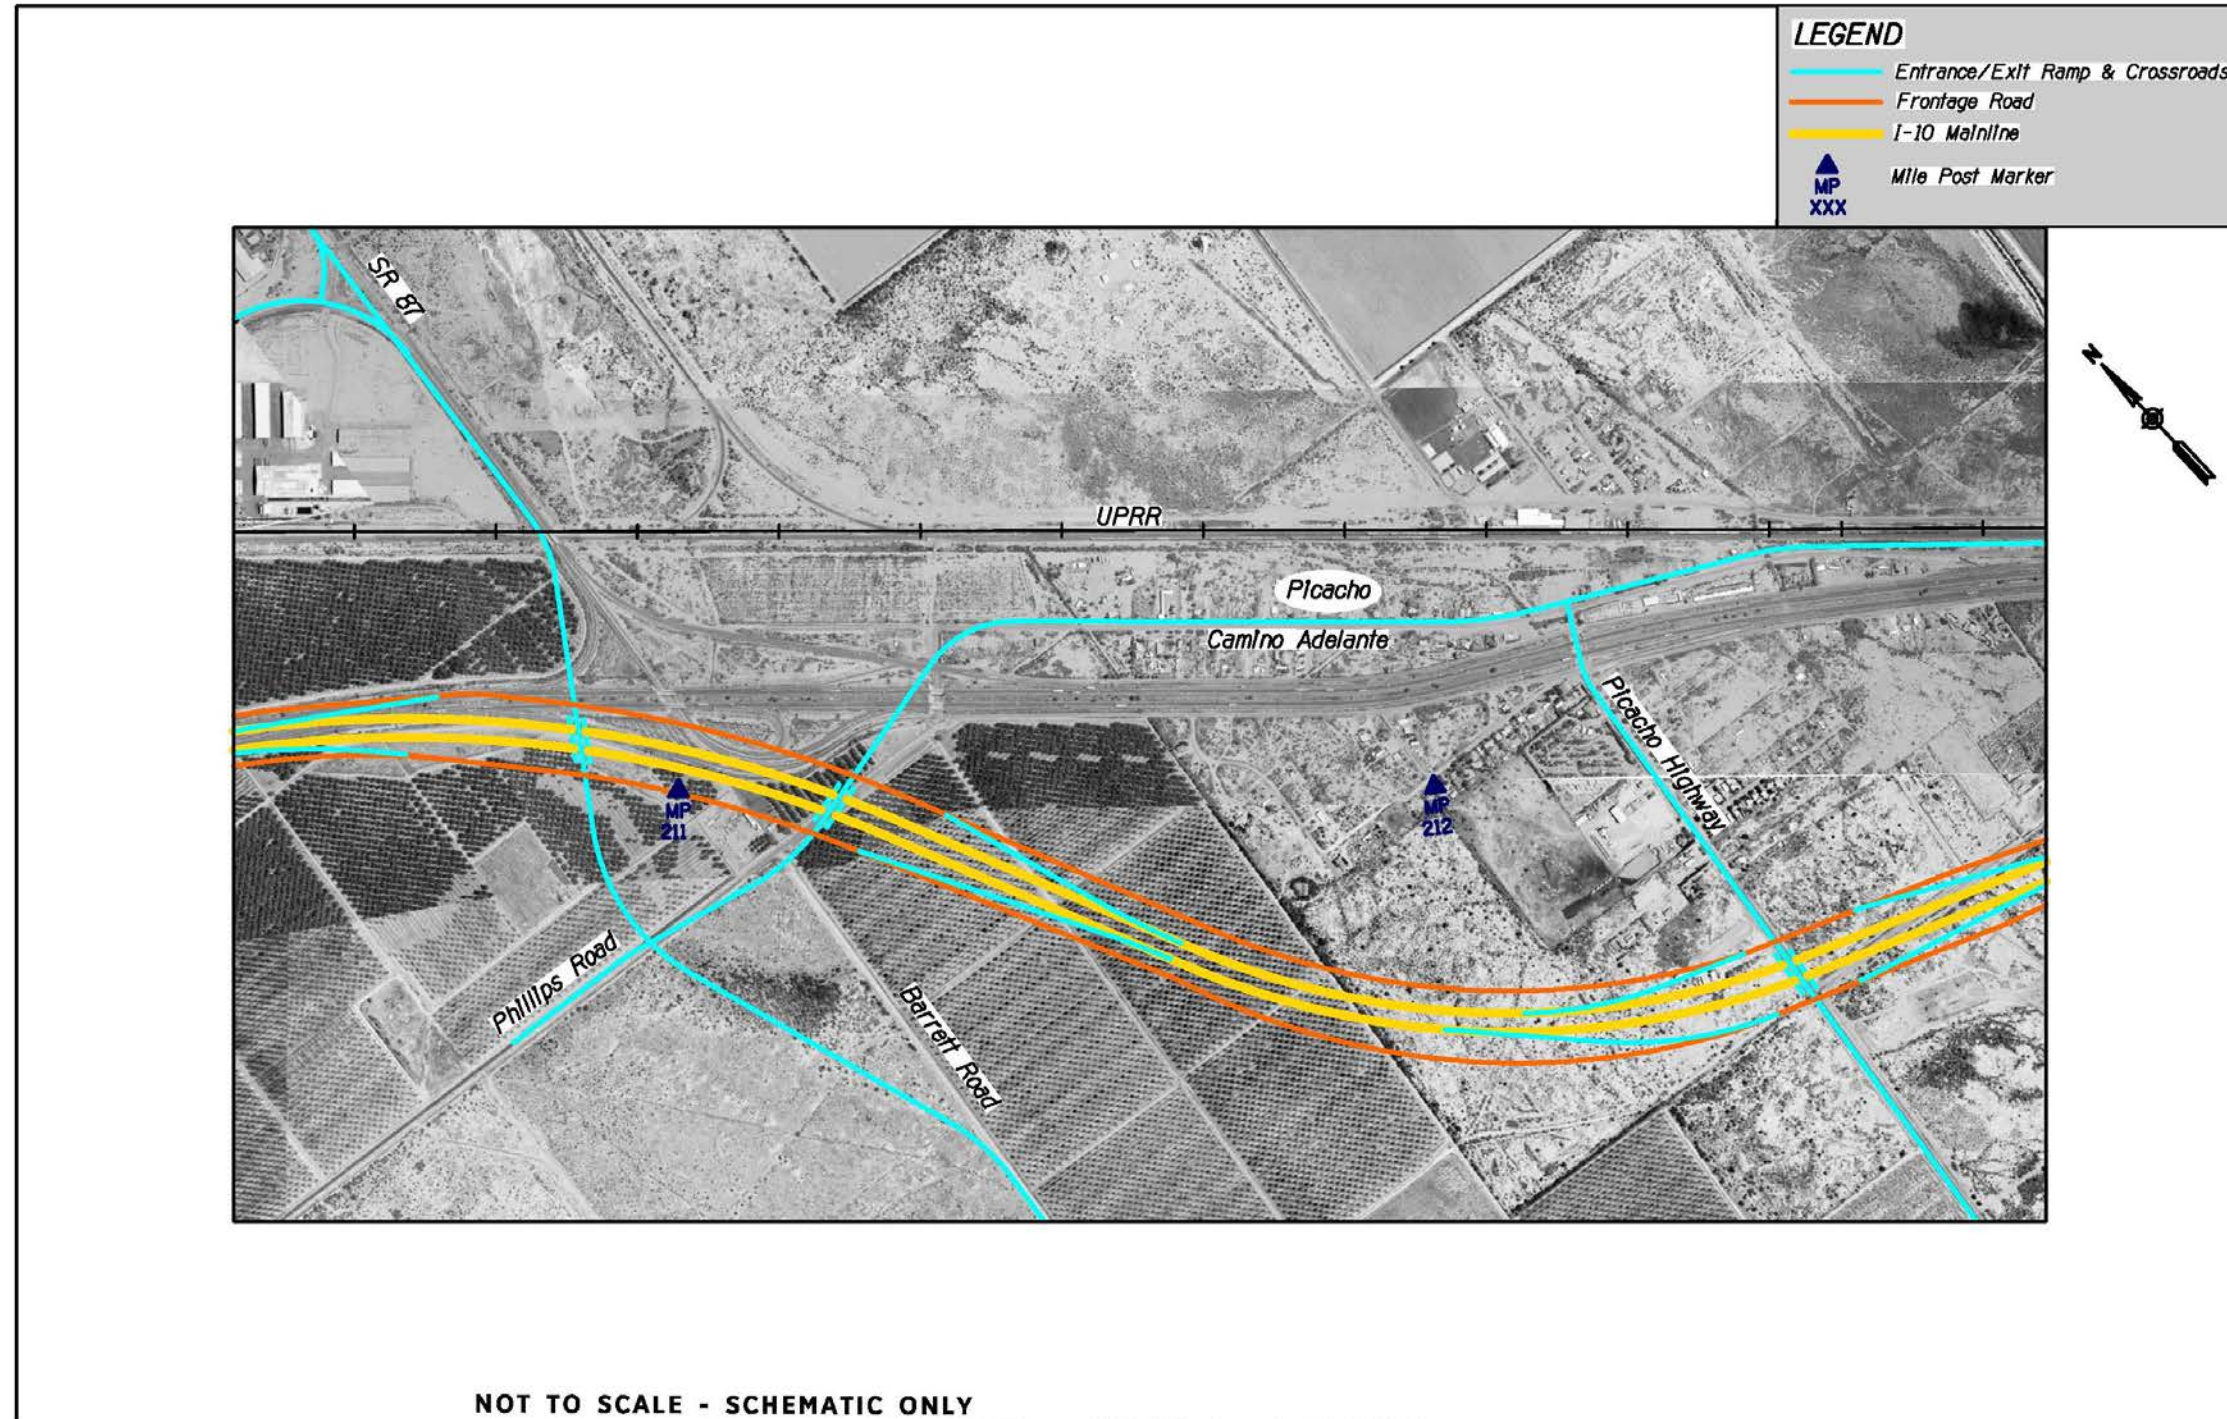 LEGEND
Entrance/Exit Ramp & Crossroads
Frontage Road
I-10 Mainline
MP
XXX
Mile Post Marker
SR 87
N
UPRR
Picacho
Camino Adelante
Picacho Highway
MP
211
MP
212
Phillips Road
Barrett Road
NOT TO SCALE - SCHEMATIC ONLY